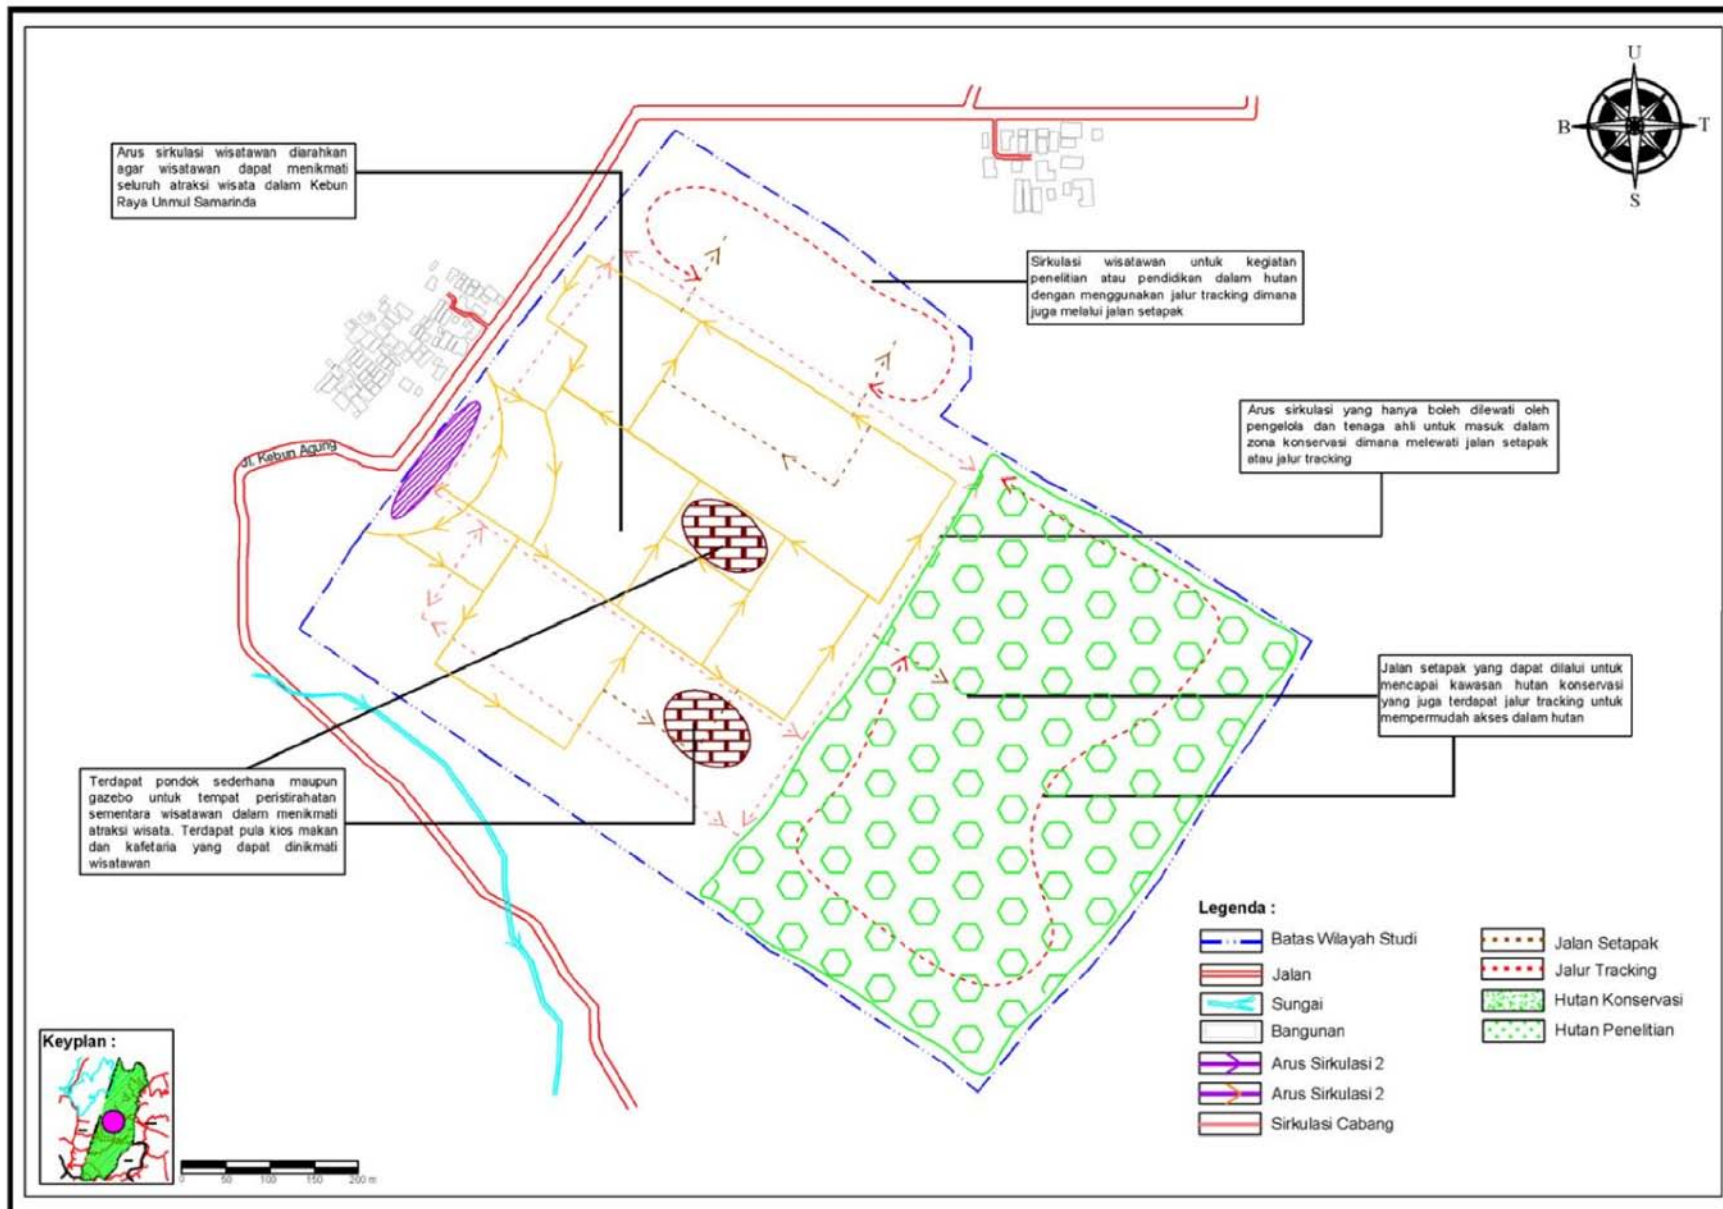 U
B
T
S
Arus sirkulasi wisatawan diarahkan
agar wisatawan dapat menikmati
seluruh atraksi wisata dalam Kebun
Raya Unmul Samarinda
Sirkulasi wisatawan untuk kegiatan
penelitian atau pendidikan dalam hutan
dengan menggunakan jalur tracking dimana
juga melalui jalan setapak
Arus sirkulasi yang hanya boleh dilewati oleh
pengelola dan tenaga ahli untuk masuk dalam
zona konservasi dimana melewati jalan setapak
atau jalur tracking
Jl. Kebun Agung
Jalan setapak yang dapat dilalui untuk
mencapai kawasan hutan konservasi
yang juga terdapat jalur tracking untuk
mempermudah akses dalam hutan
Terdapat pondok sederhana maupun
gazebo untuk tempat peristirahatan
sementara wisatawan dalam menikmati
atraksi wisata. Terdapat pula kios makan
dan kafetaria yang dapat dinikmati
wisatawan
Legenda :
Batas Wilayah Studi
Jalan
Sungai
Bangunan
Arus Sirkulasi 2
Arus Sirkulasi 2
Sirkulasi Cabang
Jalan Setapak
Jalur Tracking
Hutan Konservasi
Hutan Penelitian
Keyplan :
0 50 100 150 200 m